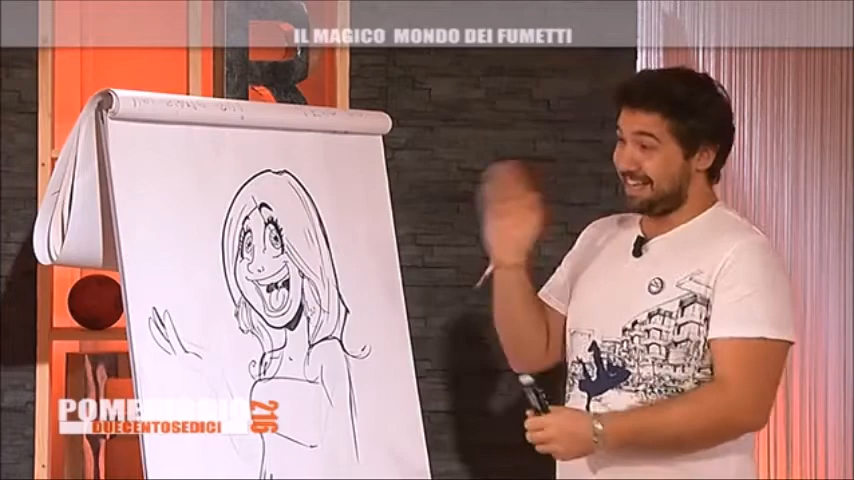 IL MAGICO MONDO DEI FUMETTI
R
POMERIGGIO
DUECENTOSEDICI
216